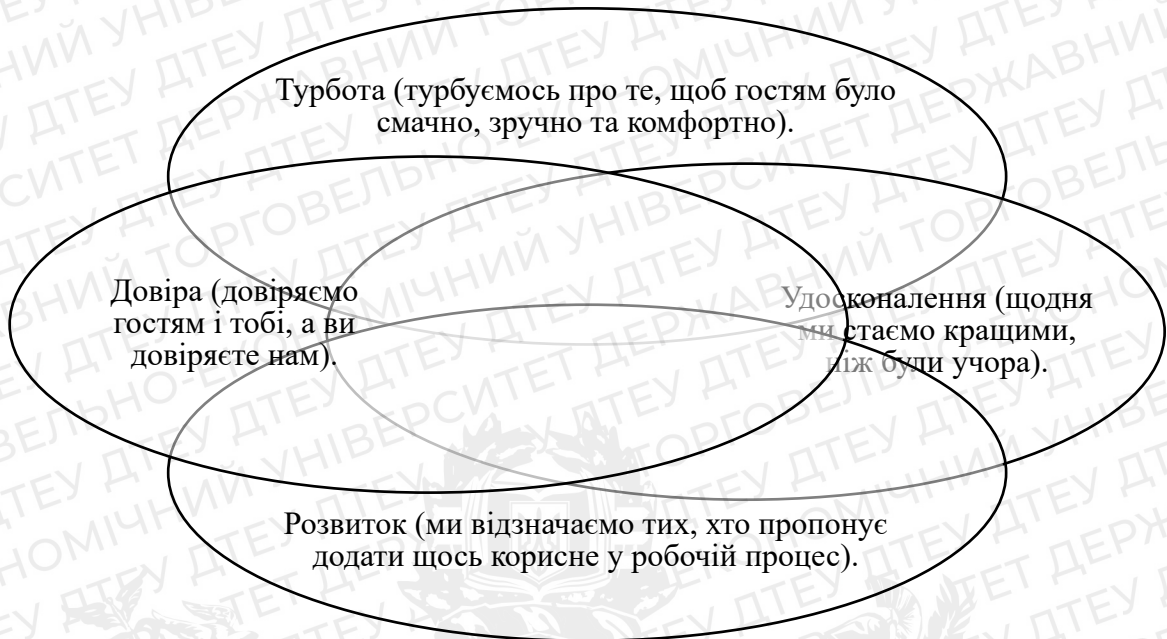 Турбота (турбуємось про те, щоб гостям було
смачно, зручно та комфортно).
Довіра (довіряємо
гостям і тобі, а ви
довіряєте нам).
Удосконалення (щодня
ми стаємо кращими,
ніж були учора).
Розвиток (ми відзначаємо тих, хто пропонує
додати щось корисне у робочій процес).